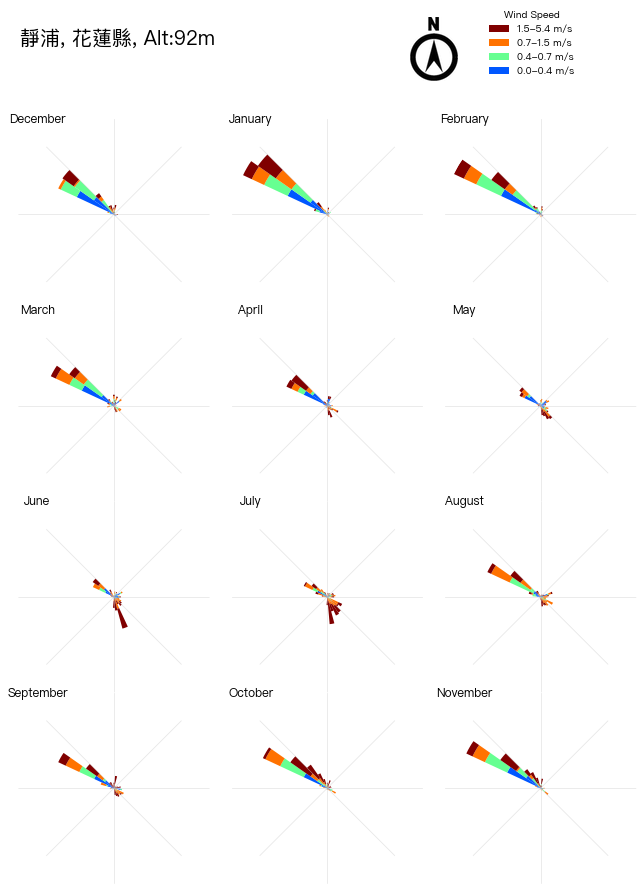 靜浦, 花蓮縣, Alt:92m
N
Wind Speed
1.5–5.4 m/s
0.7–1.5 m/s
0.4–0.7 m/s
0.0–0.4 m/s
December
January
February
March
April
May
June
July
August
September
October
November